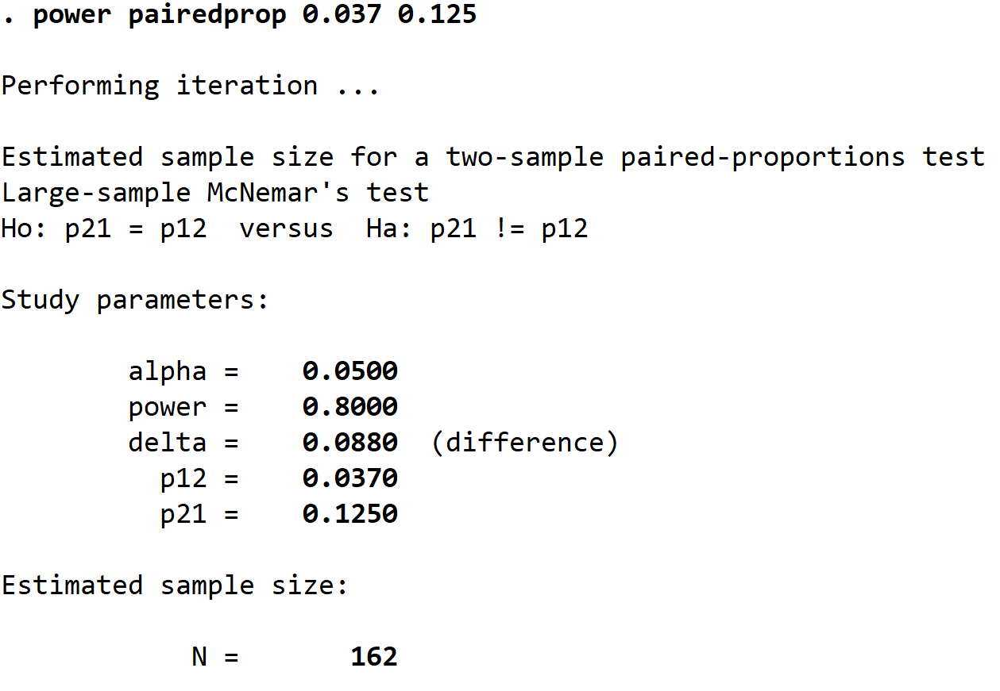 . power pairedprop 0.037 0.125
Performing iteration ...
Estimated sample size for a two-sample paired-proportions test
Large-sample McNemar's test
Ho: p21 = p12  versus  Ha: p21 != p12
Study parameters:
        alpha =    0.0500
        power =    0.8000
        delta =    0.0880  (difference)
          p12 =    0.0370
          p21 =    0.1250
Estimated sample size:
            N =       162